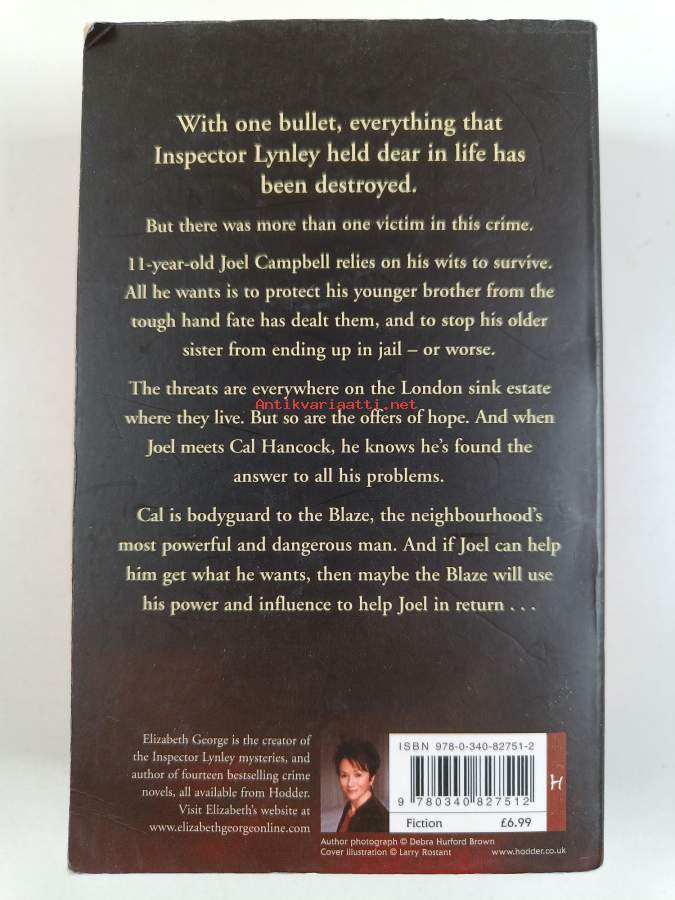 With one bullet, everything that
Inspector Lynley held dear in life has
been destroyed.
But there was more than one victim in this crime.
11-year-old Joel Campbell relies on his wits to survive.
All he wants is to protect his younger brother from the
tough hand fate has dealt them, and to stop his older
sister from ending up in jail – or worse.
The threats are everywhere on the London sink estate
Antikvariaatti.net
where they live. But so are the offers of hope. And when
Joel meets Cal Hancock, he knows he's found the
answer to all his problems.
Cal is bodyguard to the Blaze, the neighbourhood's
most powerful and dangerous man. And if Joel can help
him get what he wants, then maybe the Blaze will use
his power and influence to help Joel in return . . .
Elizabeth George is the creator of
the Inspector Lynley mysteries, and
author of fourteen bestselling crime
novels, all available from Hodder.
Visit Elizabeth's website at
www.elizabethgeorgeonline.com
ISBN 978-0-340-82751-2
9 780340 827512
Fiction £6.99
H
Author photograph © Debra Hurford Brown
Cover illustration © Larry Rostant www.hodder.co.uk